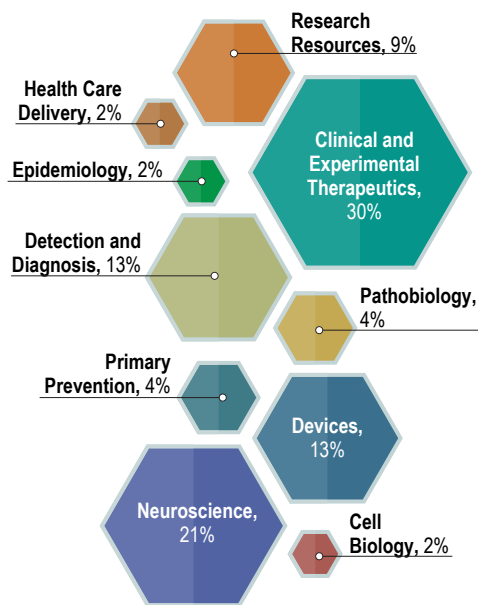 Research
Resources, 9%
Health Care
Delivery, 2%
Clinical and
Experimental
Therapeutics,
30%
Epidemiology, 2%
Detection and
Diagnosis, 13%
Pathobiology,
4%
Primary
Prevention, 4%
Devices,
13%
Neuroscience,
21%
Cell
Biology, 2%